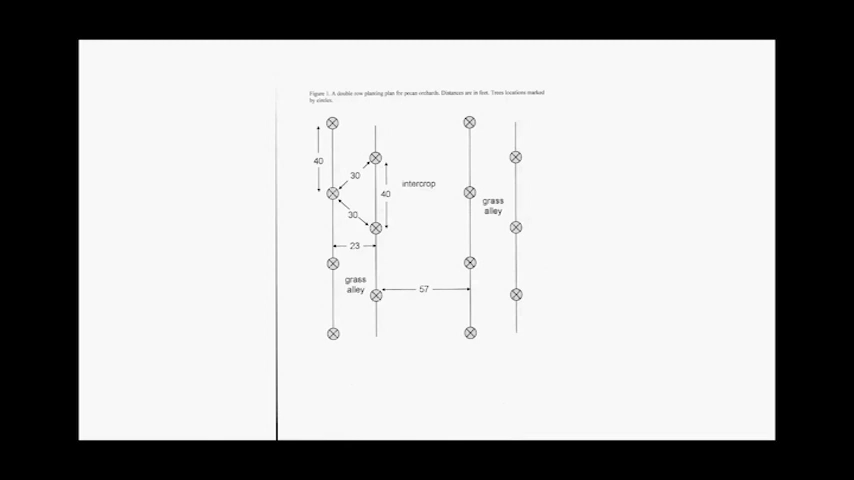 Figure 1. A double row planting plan for pecan orchards. Distances are in feet. Trees locations marked
by circles.
40
30
40
intercrop
grass
alley
30
23
grass
alley
57